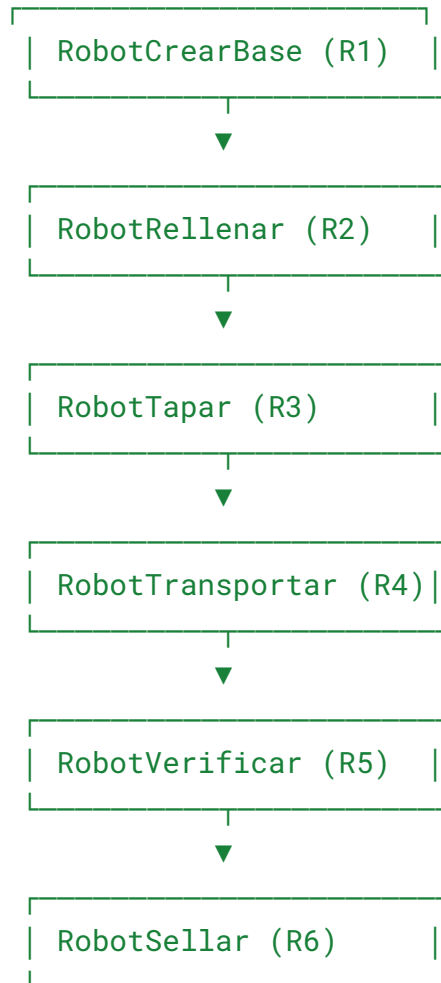 RobotCrearBase (R1)
RobotRellenar (R2)
RobotTapar (R3)
RobotTransportar (R4)
RobotVerificar (R5)
RobotSellar (R6)